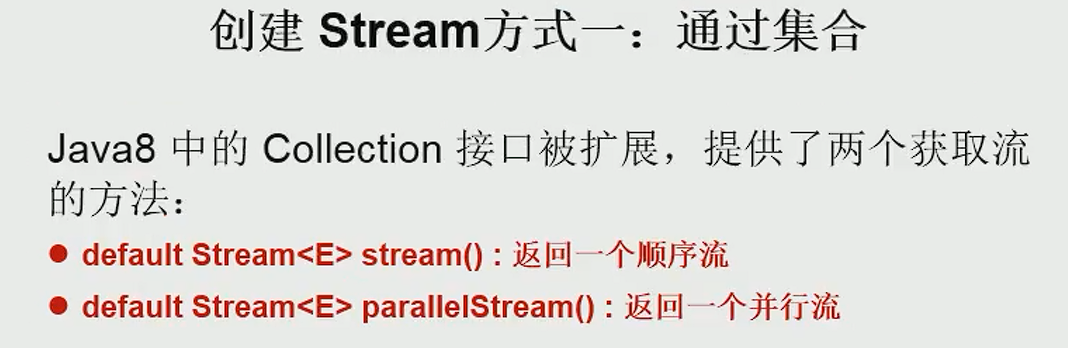 创建 Stream方式一：通过集合
Java8 中的 Collection 接口被扩展，提供了两个获取流
的方法：
● default Stream<E> stream() : 返回一个顺序流
● default Stream<E> parallelStream() : 返回一个并行流